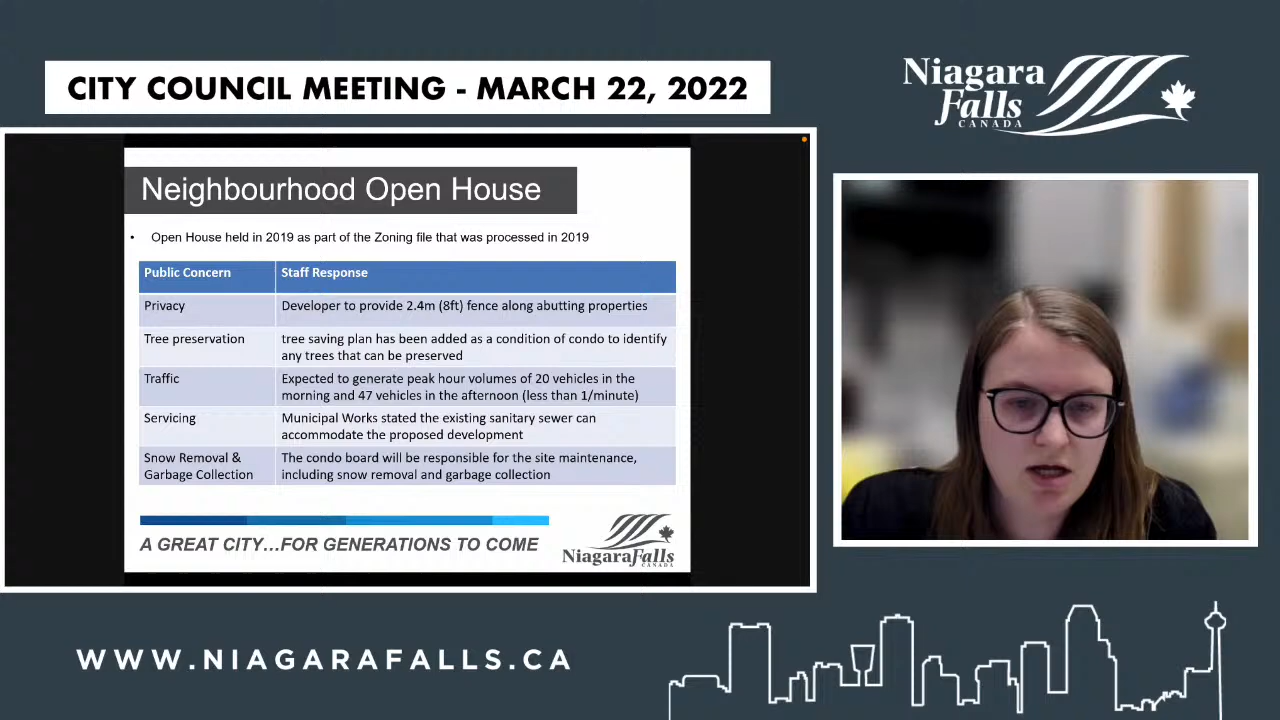 CITY COUNCIL MEETING - MARCH 22, 2022
Niagara
Falls
CANADA
Neighbourhood Open House
• Open House held in 2019 as part of the Zoning file that was processed in 2019
Public Concern Staff Response
Privacy Developer to provide 2.4m (8ft) fence along abutting properties
Tree preservation tree saving plan has been added as a condition of condo to identify
any trees that can be preserved
Traffic Expected to generate peak hour volumes of 20 vehicles in the
morning and 47 vehicles in the afternoon (less than 1/minute)
Servicing Municipal Works stated the existing sanitary sewer can
accommodate the proposed development
Snow Removal & The condo board will be responsible for the site maintenance,
Garbage Collection including snow removal and garbage collection
A GREAT CITY...FOR GENERATIONS TO COME
NiagaraFalls
CANADA
WWW.NIAGARAFALLS.CA